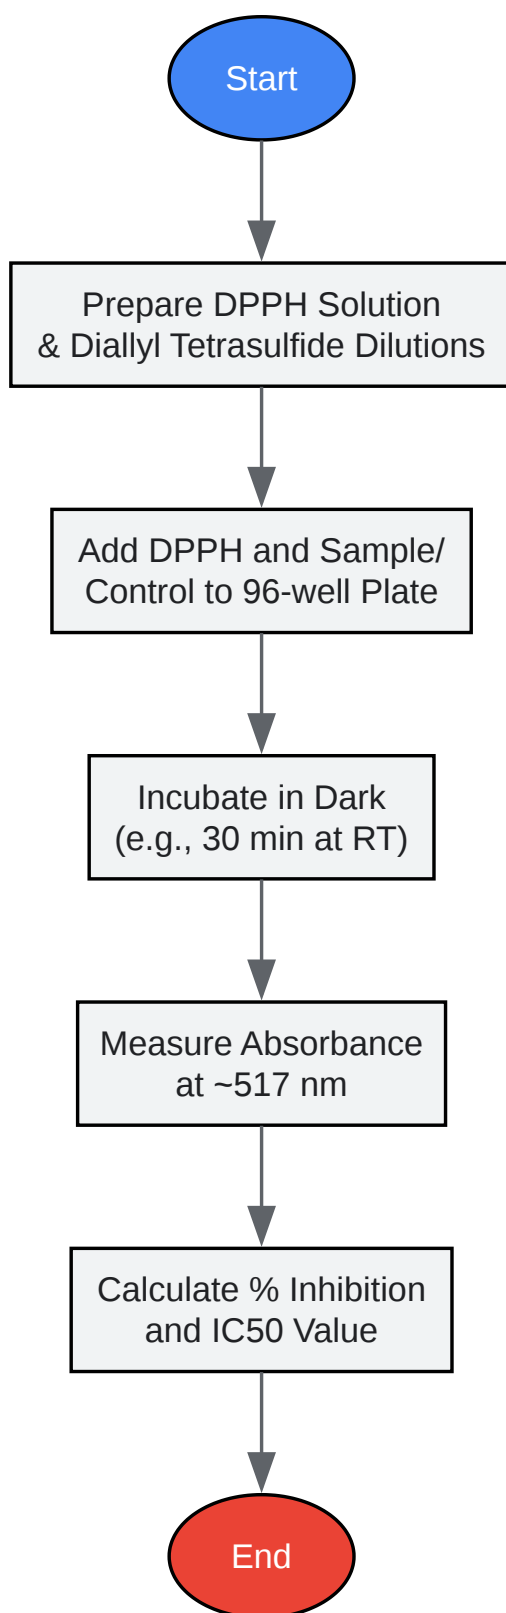 Start
Prepare DPPH Solution
& Diallyl Tetrasulfide Dilutions
Add DPPH and Sample/
Control to 96-well Plate
Incubate in Dark
(e.g., 30 min at RT)
Measure Absorbance
at ~517 nm
Calculate % Inhibition
and IC50 Value
End